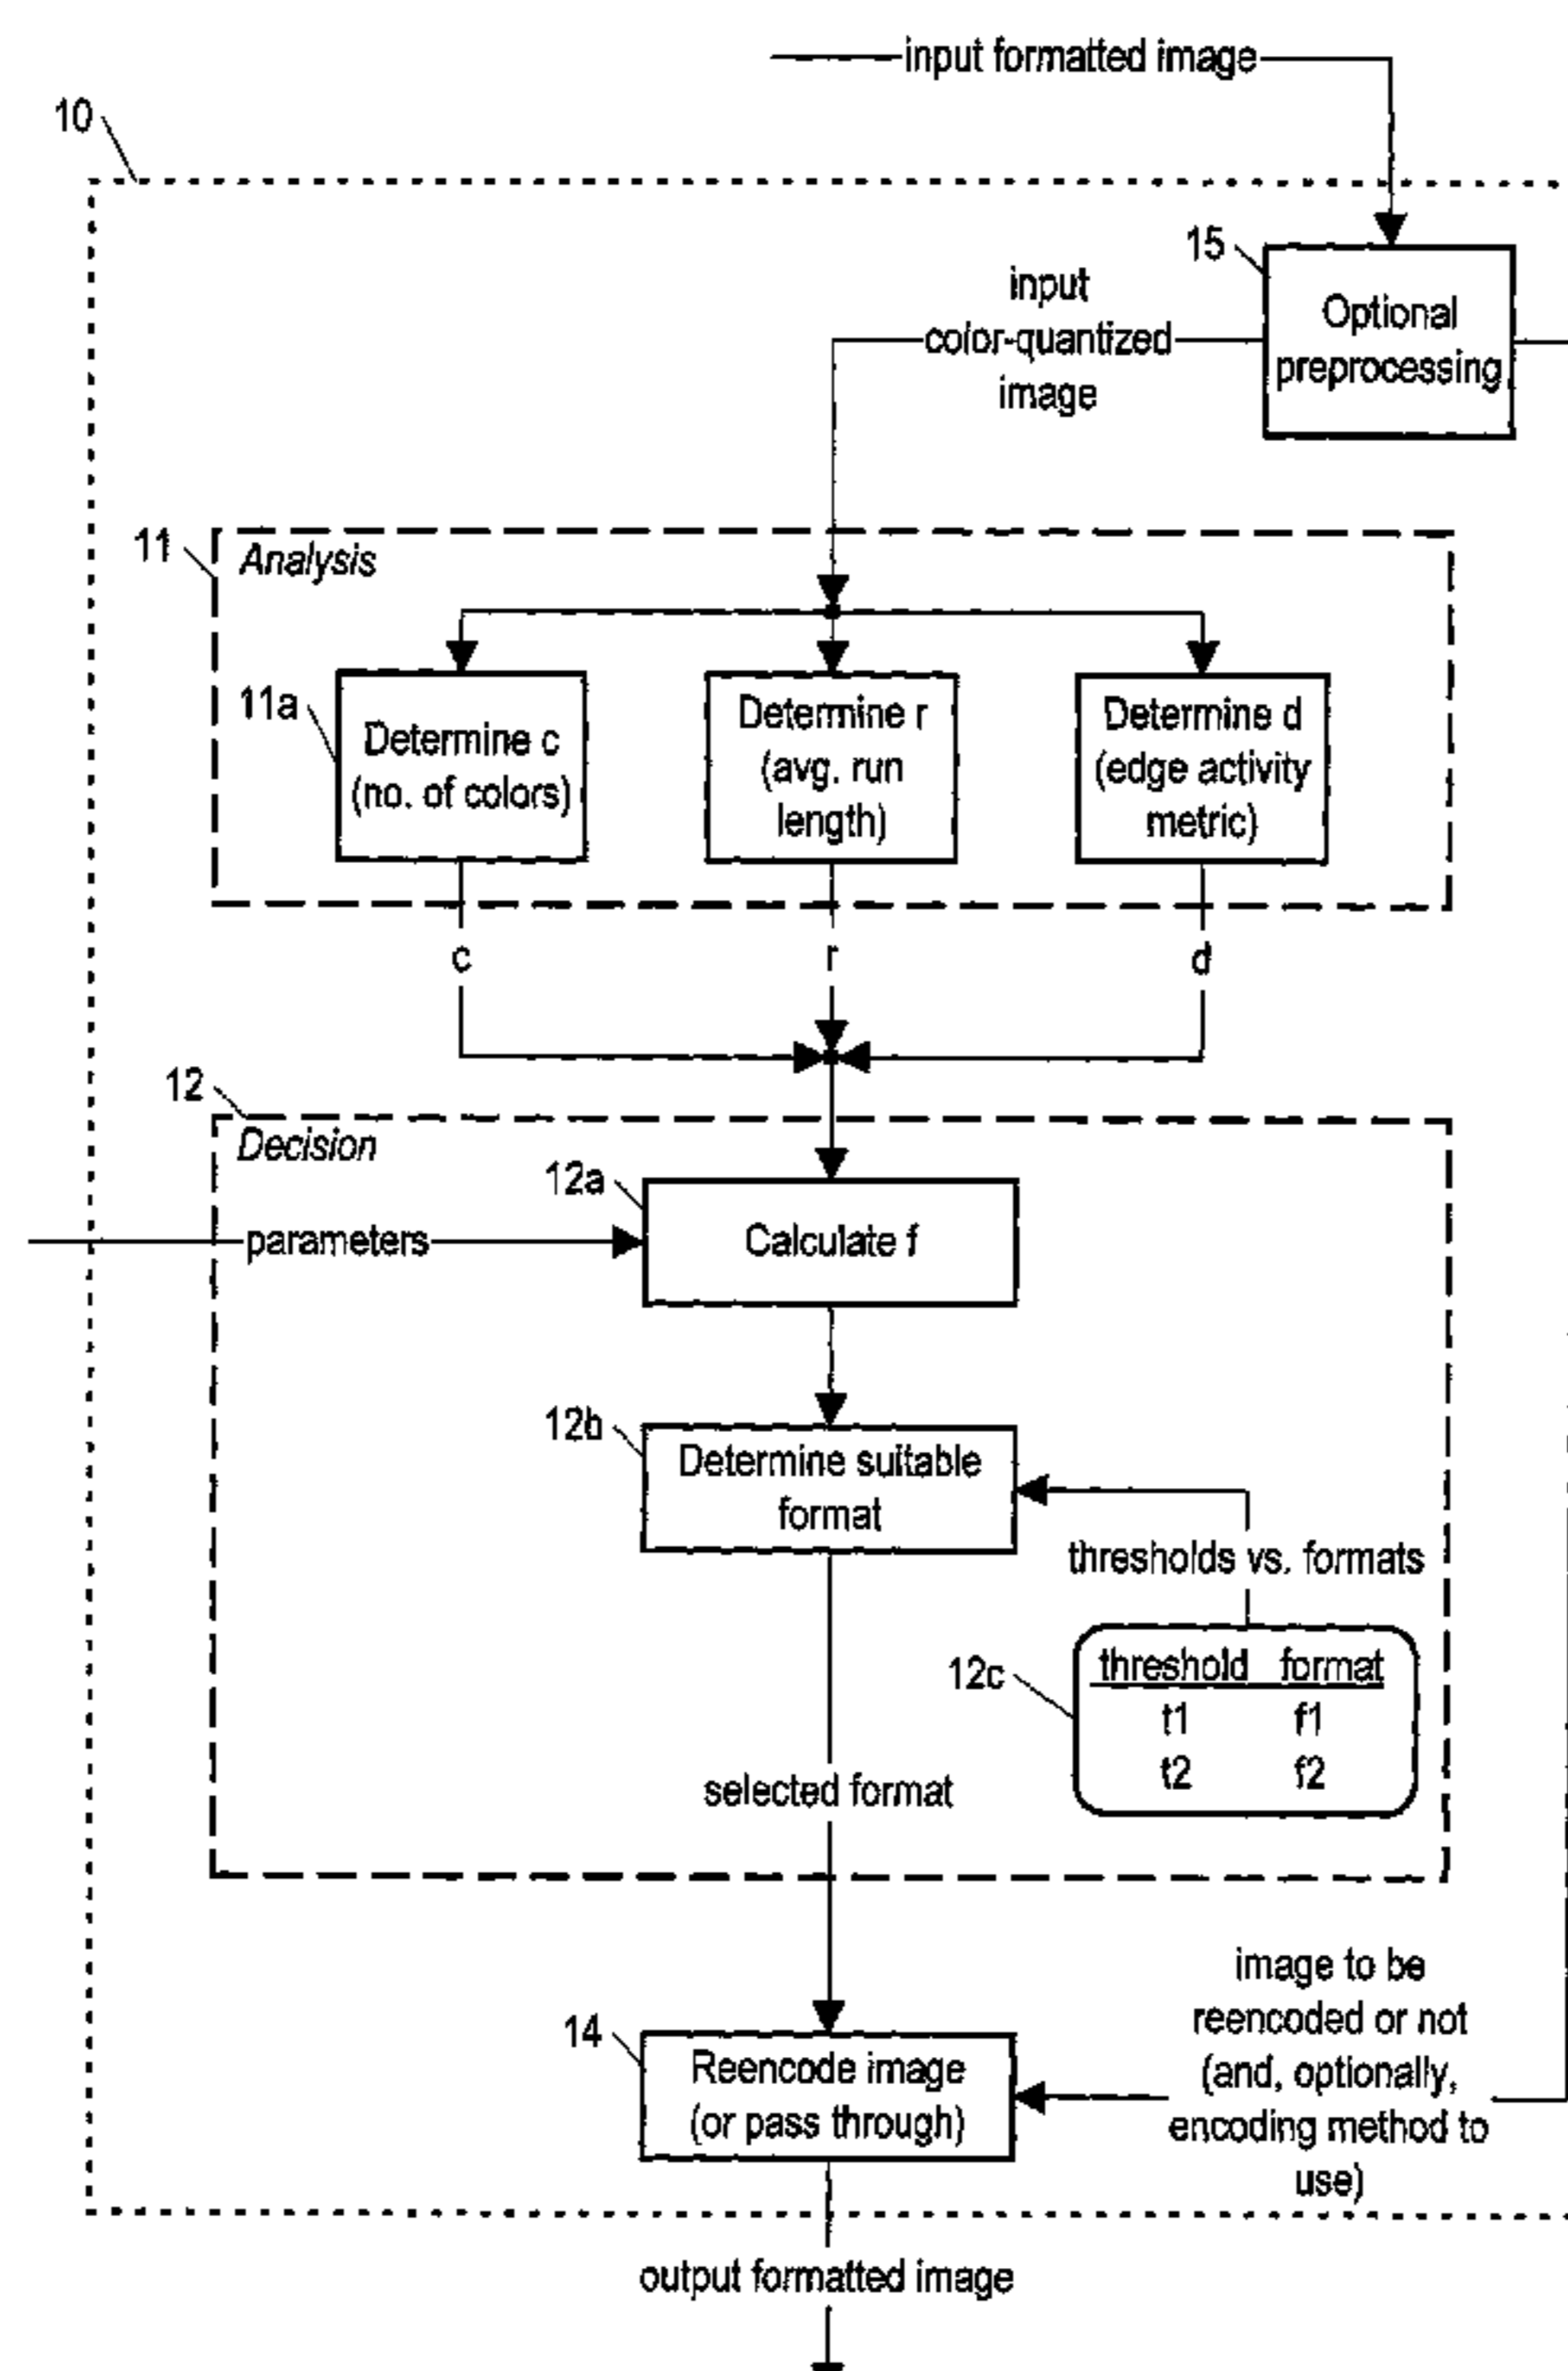 input formatted image
10
15
Optional
preprocessing
input
color-quantized
image
11
Analysis
11a
Determine c
(no. of colors)
Determine r
(avg. run
length)
Determine d
(edge activity
metric)
c
r
d
12
Decision
12a
parameters
Calculate f
12b
Determine suitable
format
thresholds vs. formats
12c
threshold format
t1 f1
t2 f2
selected format
image to be
reencoded or not
(and, optionally,
encoding method to
use)
14
Reencode image
(or pass through)
output formatted image